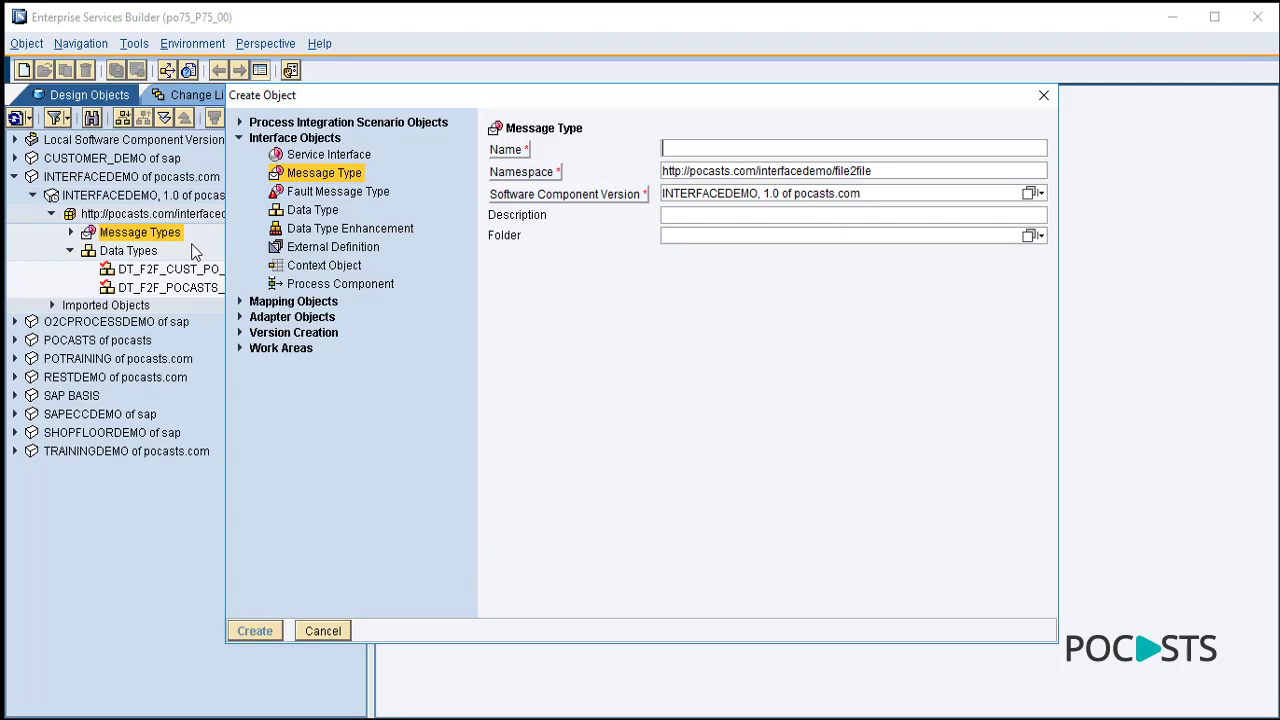 Enterprise Services Builder (po75_P75_00)
Object Navigation Tools Environment Perspective Help
Design Objects Change Li
Local Software Component Version
CUSTOMER_DEMO of sap
INTERFACEDEMO of pocasts.com
INTERFACEDEMO, 1.0 of pocas
http://pocasts.com/interfaced
Message Types
Data Types
DT_F2F_CUST_PO_
DT_F2F_POCASTS_
Imported Objects
O2CPROCESSDEMO of sap
POCASTS of pocasts
POTRAINING of pocasts.com
RESTDEMO of pocasts.com
SAP BASIS
SAPECCDEMO of sap
SHOPFLOORDEMO of sap
TRAININGDEMO of pocasts.com
Create Object
Process Integration Scenario Objects
Interface Objects
Service Interface
Message Type
Fault Message Type
Data Type
Data Type Enhancement
External Definition
Context Object
Process Component
Mapping Objects
Adapter Objects
Version Creation
Work Areas
Message Type
Name *
Namespace * http://pocasts.com/interfacedemo/file2file
Software Component Version * INTERFACEDEMO, 1.0 of pocasts.com
Description
Folder
Create Cancel
POCASTS